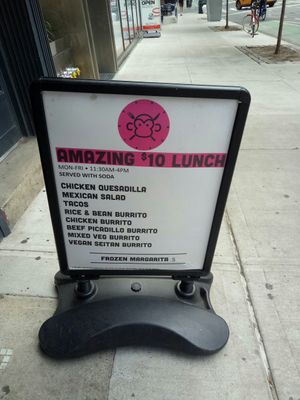 OPEN
AMAZING $10 LUNCH
MON-FRI • 11:30AM-4PM
SERVED WITH SODA
CHICKEN QUESADILLA
MEXICAN SALAD
TACOS
RICE & BEAN BURRITO
CHICKEN BURRITO
BEEF PICADILLO BURRITO
MIXED VEG BURRITO
VEGAN SEITAN BURRITO
FROZEN MARGARITA 5